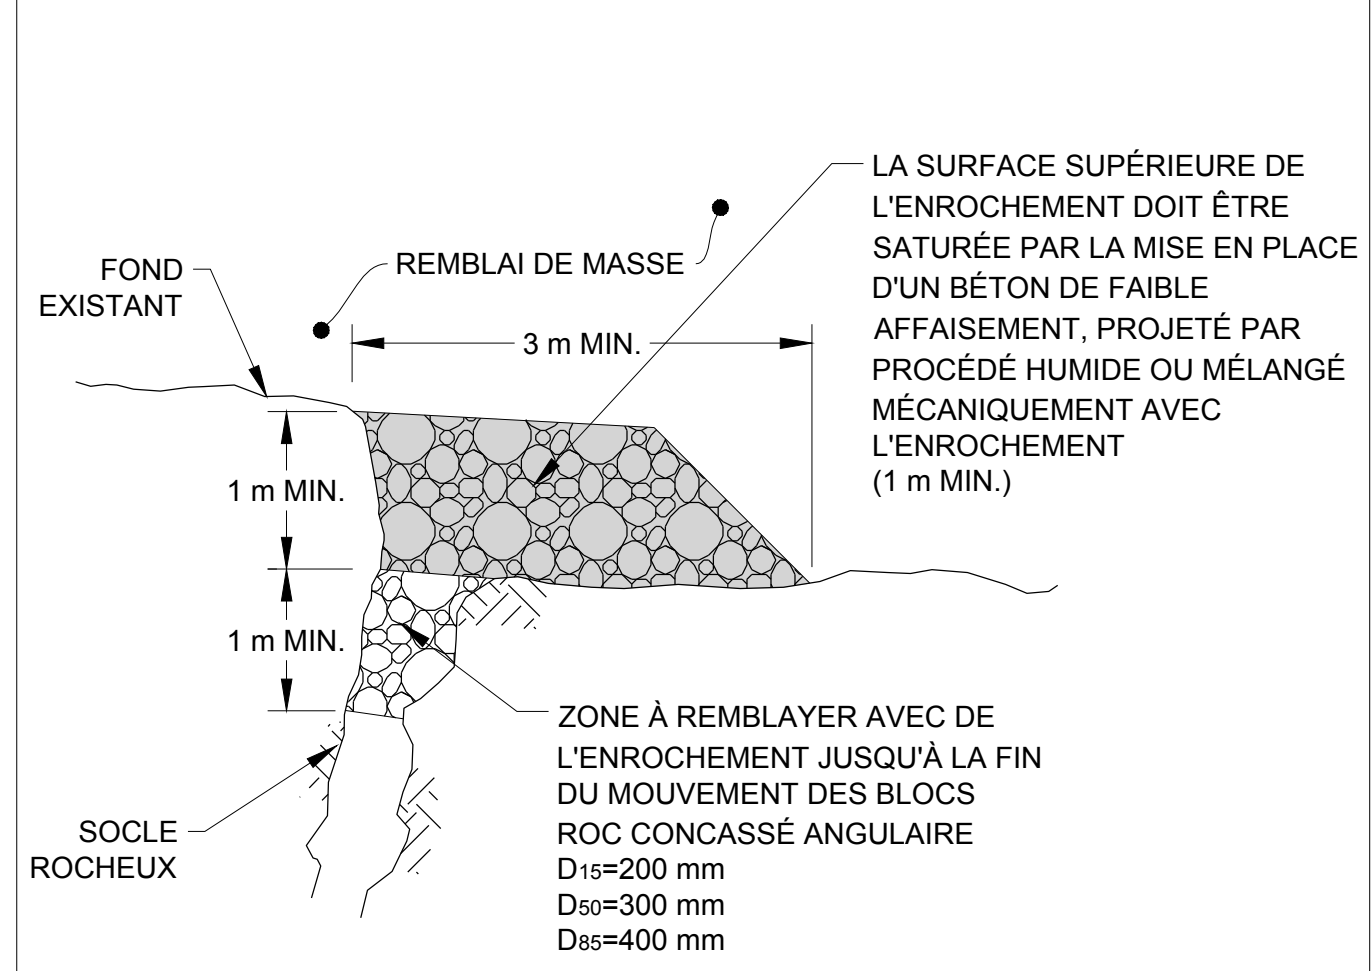 LA SURFACE SUPÉRIEURE DE
L'ENROCHEMENT DOIT ÊTRE
SATURÉE PAR LA MISE EN PLACE
D'UN BÉTON DE FAIBLE
AFFAISEMENT, PROJETÉ PAR
PROCÉDÉ HUMIDE OU MÉLANGÉ
MÉCANIQUEMENT AVEC
L'ENROCHEMENT
(1 m MIN.)
REMBLAI DE MASSE
FOND
EXISTANT
3 m MIN.
1 m MIN.
1 m MIN.
ZONE À REMBLAYER AVEC DE
L'ENROCHEMENT JUSQU'À LA FIN
DU MOUVEMENT DES BLOCS
ROC CONCASSÉ ANGULAIRE
D15=200 mm
D50=300 mm
D85=400 mm
SOCLE
ROCHEUX